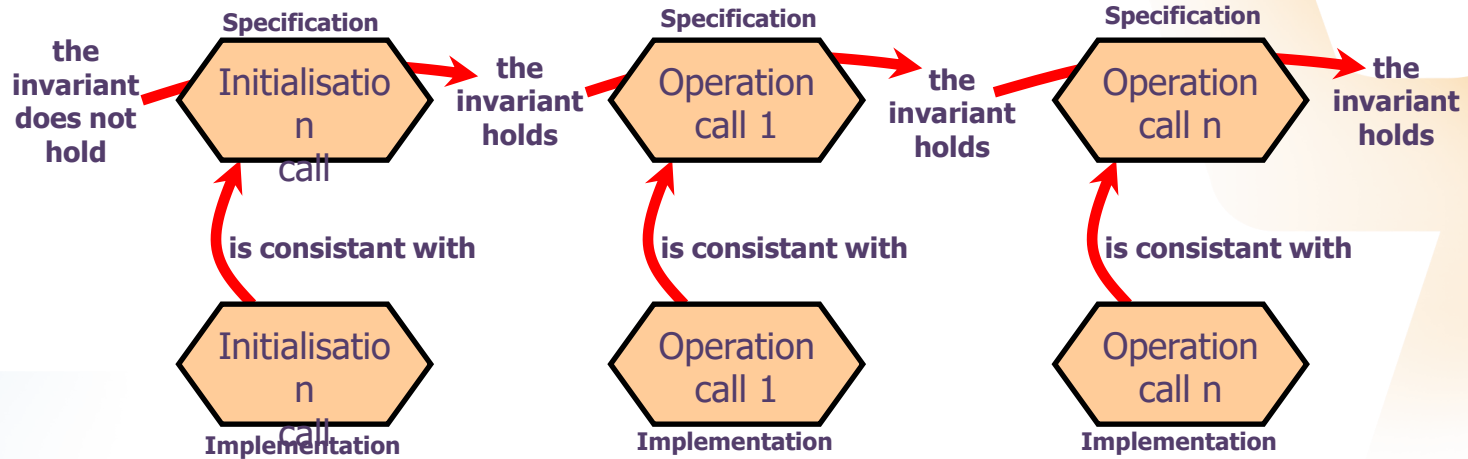 Specification
the
invariant
does not
hold
Initialisatio
n
call
the
invariant
holds
Specification
Operation
call 1
the
invariant
holds
Specification
Operation
call n
the
invariant
holds
is consistant with
is consistant with
is consistant with
Initialisatio
n
call
Implementation
Operation
call 1
Implementation
Operation
call n
Implementation